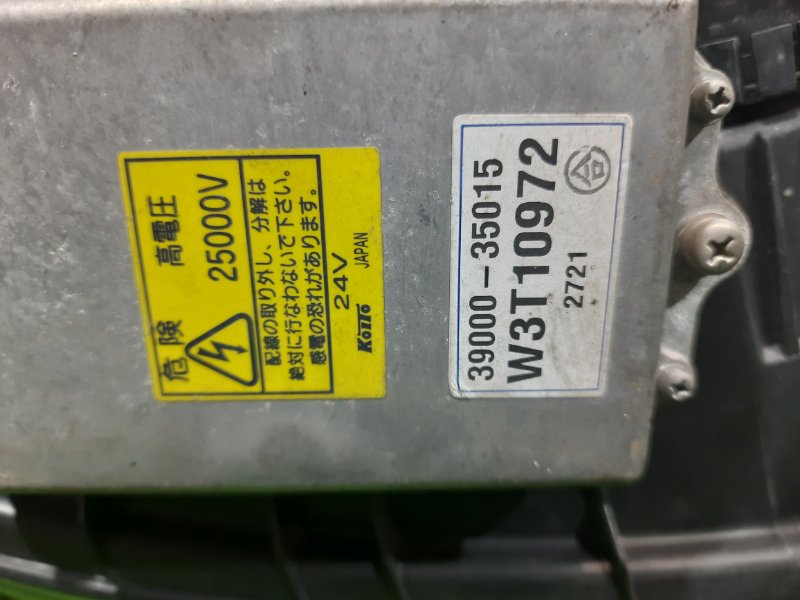 危険 高電圧
25000V
配線の取り外し、分解は
絶対に行なわないで下さい。
感電の恐れがあります。
24V
KOITO JAPAN
39000-35015
W3T10972
2721
合